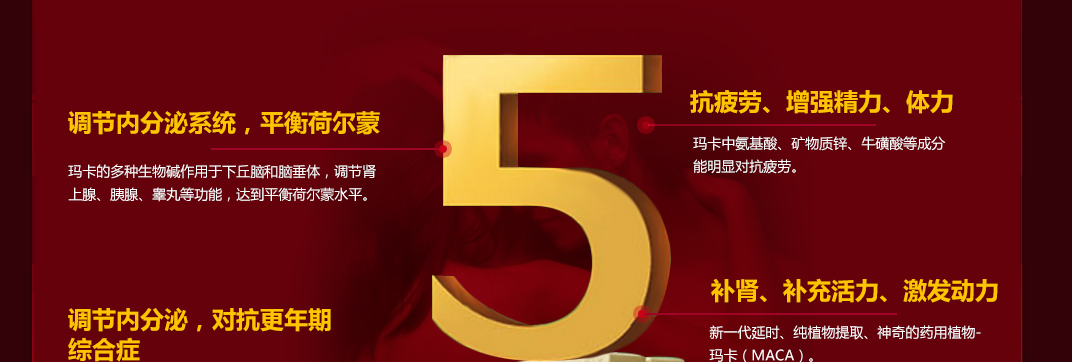 调节内分泌系统，平衡荷尔蒙
玛卡的多种生物碱作用于下丘脑和脑垂体，调节肾
上腺、胰腺、睾丸等功能，达到平衡荷尔蒙水平。
调节内分泌，对抗更年期
综合症
5
抗疲劳、增强精力、体力
玛卡中氨基酸、矿物质锌、牛磺酸等成分
能明显对抗疲劳。
补肾、补充活力、激发动力
新一代延时、纯植物提取、神奇的药用植物-
玛卡（MACA）。